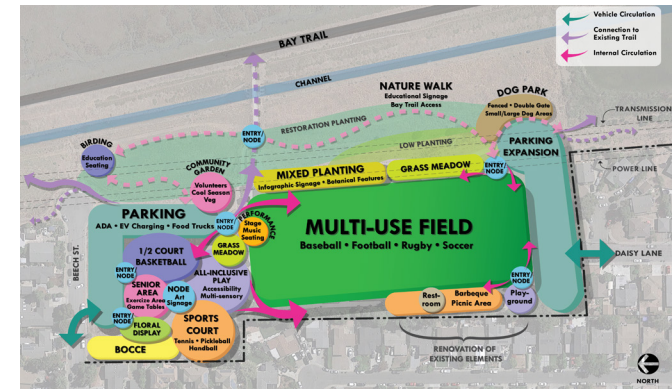 Vehicle Circulation
Connection to
Existing Trail
Internal Circulation
BAY TRAIL
CHANNEL
NATURE WALK
Educational Signage
Bay Trail Access
DOG PARK
Fenced • Double Gate
Small/Large Dog Areas
TRANSMISSION
LINE
RESTORATION PLANTING
ENTRY/
NODE
LOW PLANTING
PARKING
EXPANSION
POWER LINE
BIRDING
Education
Seating
COMMUNITY
GARDEN
Volunteers
Cool Season
Veg
MIXED PLANTING
Infographic Signage • Botanical Features
GRASS MEADOW
ENTRY/
NODE
PARKING
ADA • EV Charging • Food Trucks
ENTRY/
NODE
PERFORMANCE
Stage
Music
Seating
MULTI-USE FIELD
Baseball • Football • Rugby • Soccer
BEECH ST.
1/2 COURT
BASKETBALL
GRASS
MEADOW
DAISY LANE
ENTRY/
NODE
ALL-INCLUSIVE
PLAY
Accessibility
Multi-sensory
SENIOR
AREA
Exercize Area
Game Tables
NODE
Art
Signage
ENTRY/
NODE
ENTRY/
NODE
FLORAL
DISPLAY
SPORTS
COURT
Tennis • Pickleball
Handball
BOCCE
Rest-
room
Barbeque
Picnic Area
Play-
ground
RENOVATION OF
EXISTING ELEMENTS
NORTH